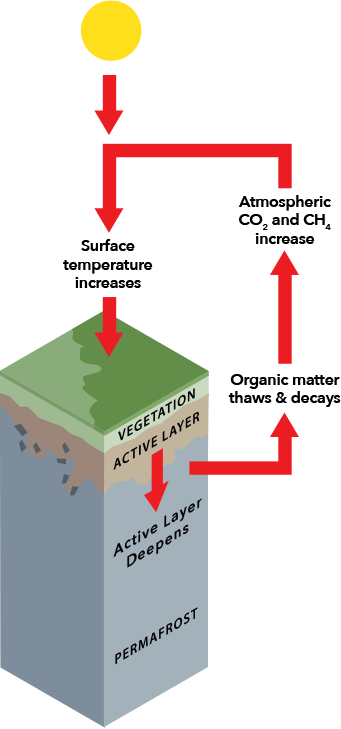 Atmospheric
CO₂ and CH₄
increase
Surface
temperature
increases
Organic matter
thaws & decays
VEGETATION
ACTIVE LAYER
Active Layer
Deepens
PERMAFROST